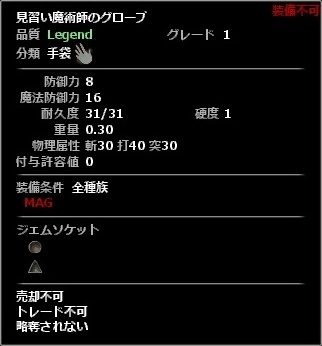 装備不可
見習い魔術師のグローブ
品質 Legend グレード 1
分類 手袋
防御力 8
魔法防御力 16
耐久度 31/31 硬度 1
重量 0.30
物理属性 斬30 打40 突30
付与許容値 0
装備条件 全種族
MAG
ジェムソケット
売却不可
トレード不可
略奪されない